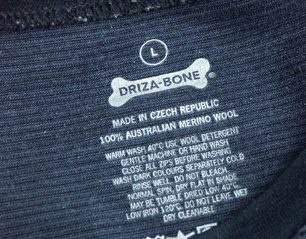 L
DRIZA-BONE®
MADE IN CZECH REPUBLIC
100% AUSTRALIAN MERINO WOOL
WARM WASH 40°C USE WOOL DETERGENT
GENTLE MACHINE OR HAND WASH
CLOSE ALL ZIPS BEFORE WASHING
WASH DARK COLOURS SEPARATELY COLD
RINSE WELL. DO NOT BLEACH.
NORMAL SPIN, DRY FLAT IN SHADE
MAY BE TUMBLE DRIED LOW 40°C.
LOW IRON 120°C. DO NOT LEAVE WET
DRY CLEANABLE